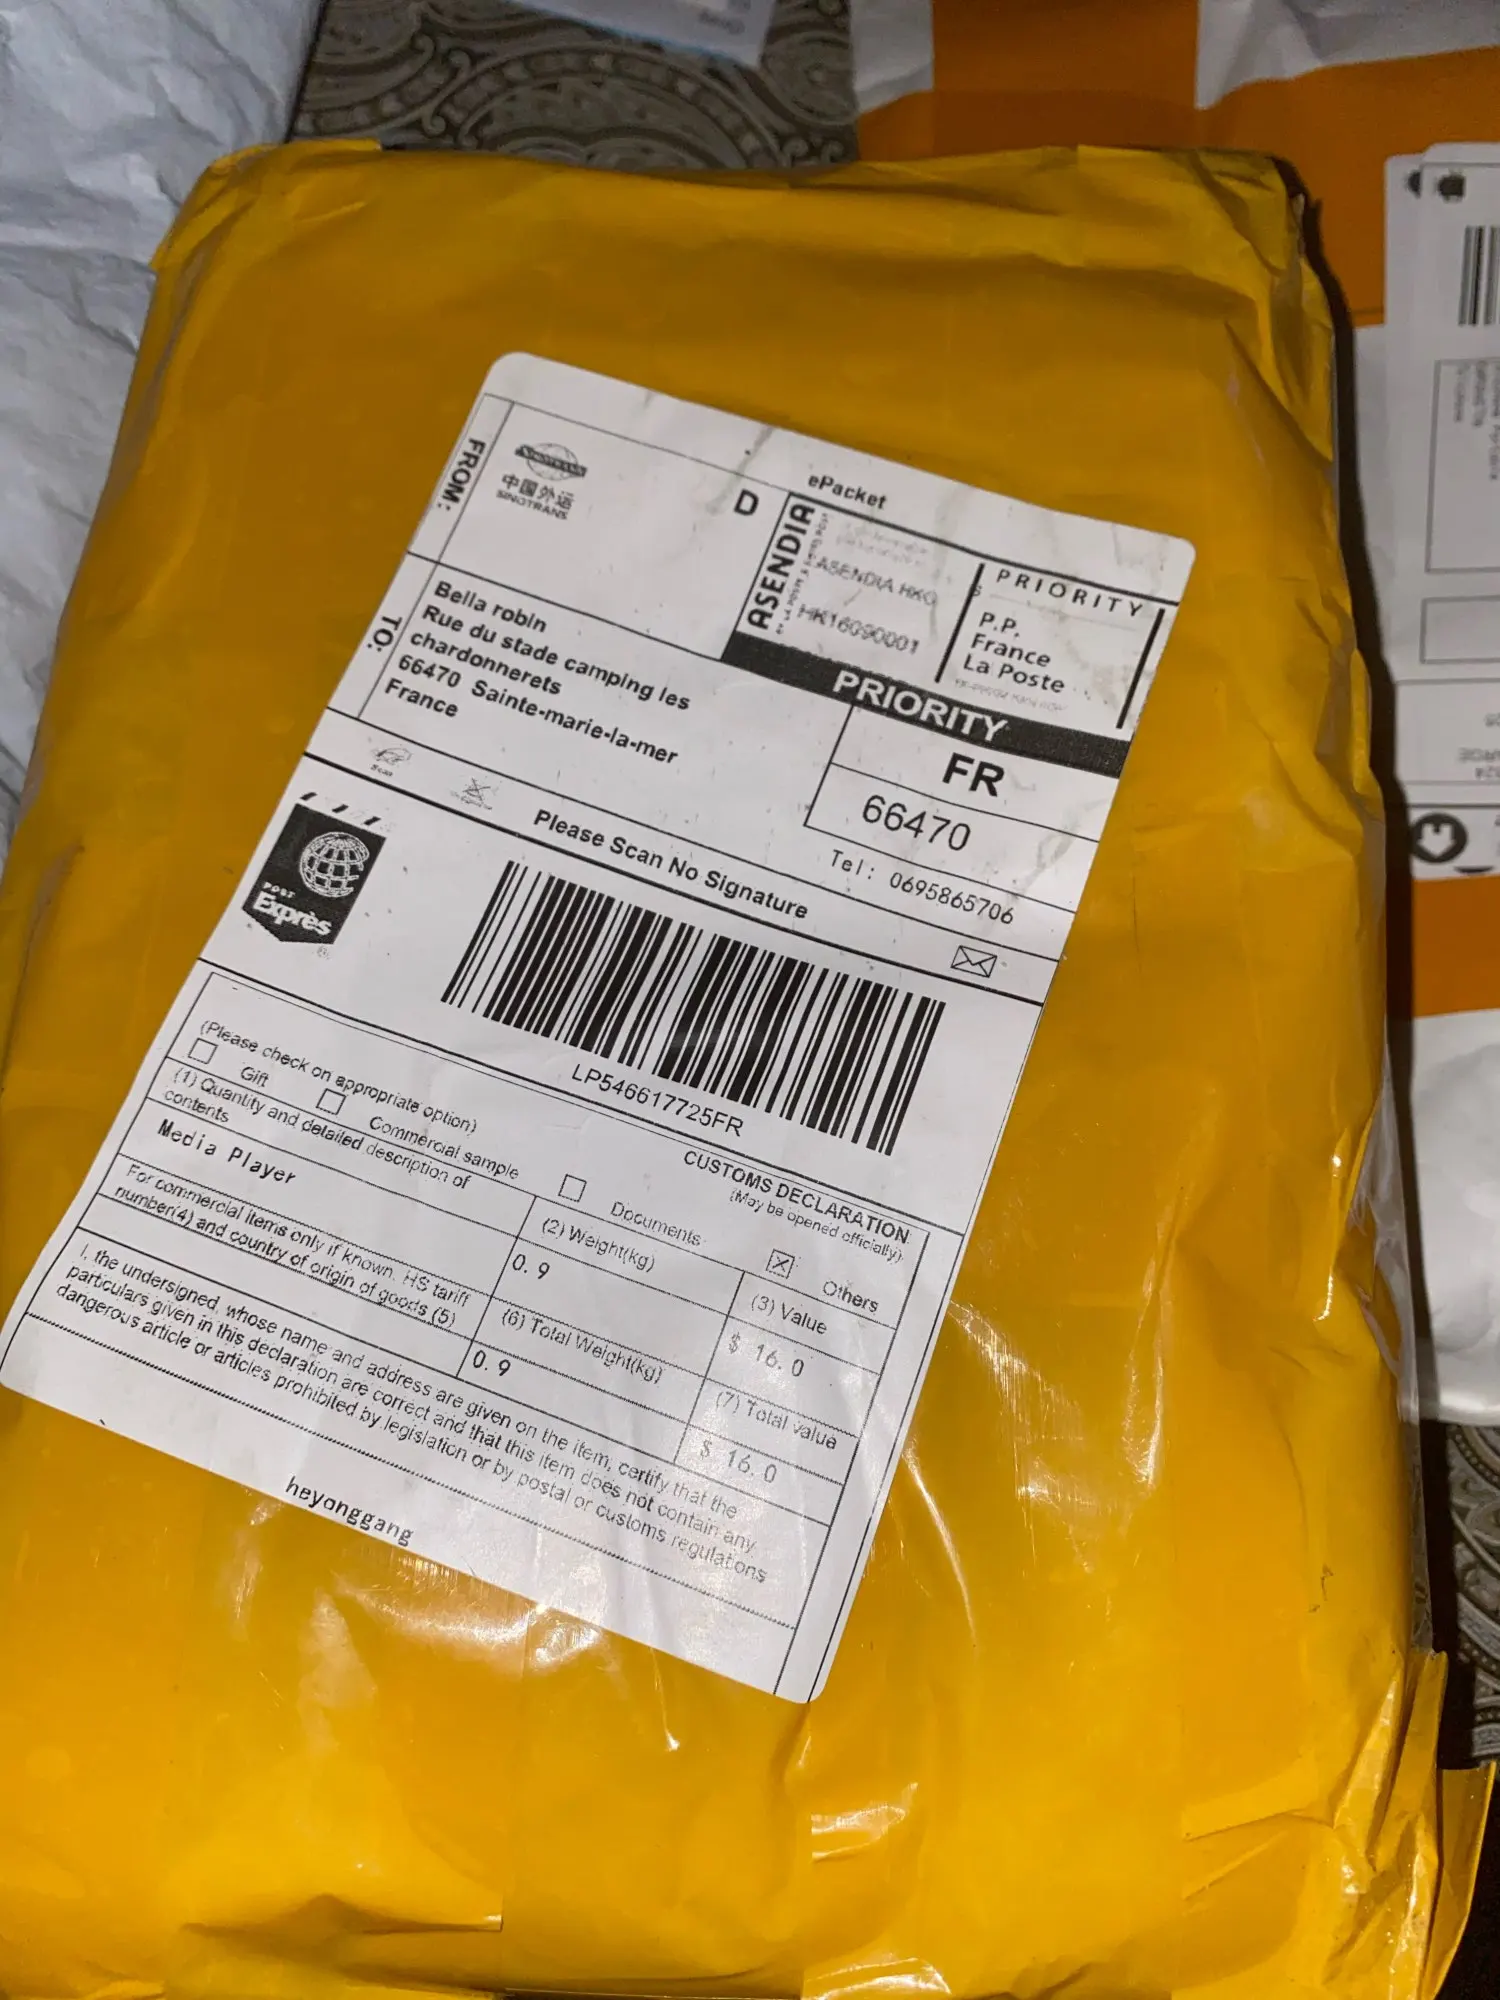 ePacket
FROM:
SINOTRANS
中国外运
SINOTRANS
D
ASENDIA
ASENDIA HKG
HK16090001
PRIORITY
P.P.
France
La Poste
PRIORITY
TO:
Bella robin
Rue du stade camping les
chardonnerets
66470 Sainte-marie-la-mer
France
FR
66470
Tel: 0695865706
Scan
Please Scan No Signature
POST
Exprès
®
LP546617725FR
CUSTOMS DECLARATION
(May be opened officially)
(Please check on appropriate option)
Gift
Commercial sample
Documents
Others
(1) Quantity and detailed description of
contents
(2) Weight(kg)
(3) Value
Media Player
0.9
$ 16.0
For commercial items only if known, HS tariff
number(4) and country of origin of goods (5)
(6) Total Weight(kg)
(7) Total value
0.9
$ 16.0
I, the undersigned, whose name and address are given on the item, certify that the
particulars given in this declaration are correct and that this item does not contain any
dangerous article or articles prohibited by legislation or by postal or customs regulations
heyonggang